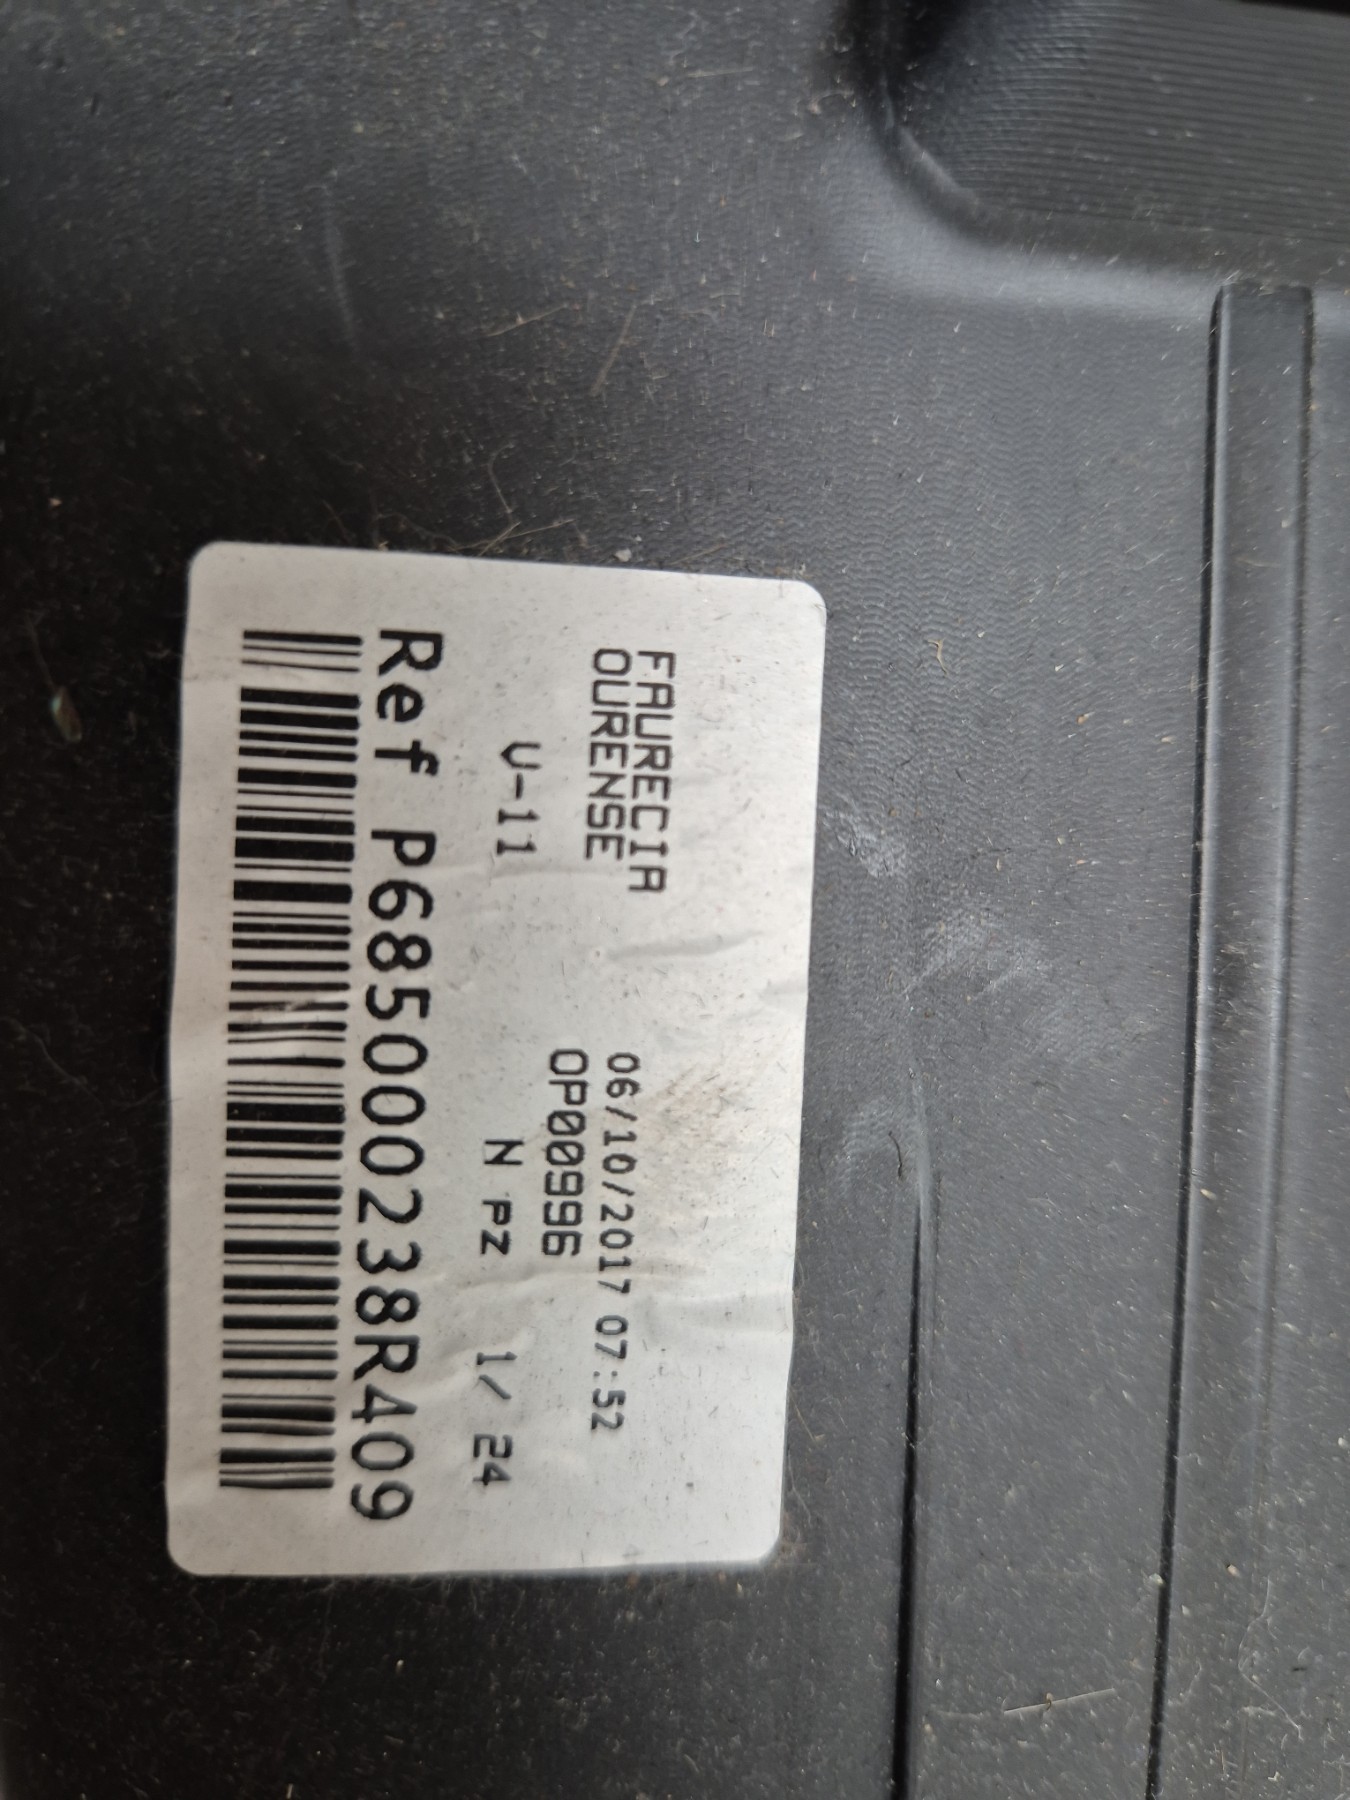 FAURECIA
OURENSE
06/10/2017 07:52
OP00996
V-11
N Pz 1/ 24
Ref P685000238R409